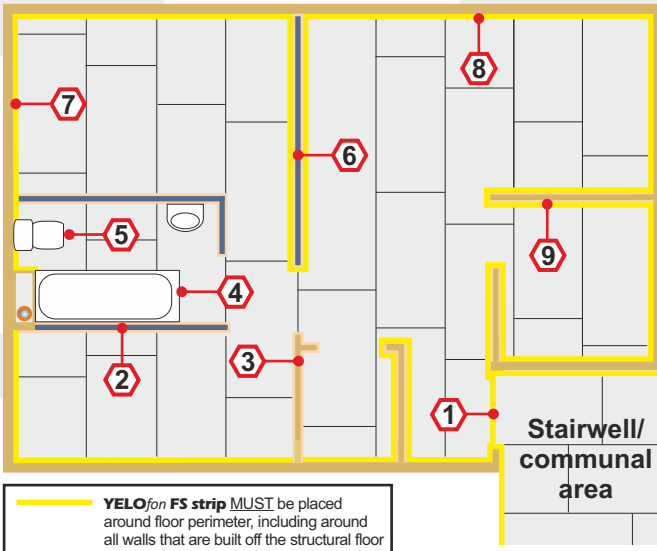 7
8
6
5
9
4
3
2
1
Stairwell/
communal
area
YELOfon FS strip MUST be placed
around floor perimeter, including around
all walls that are built off the structural floor